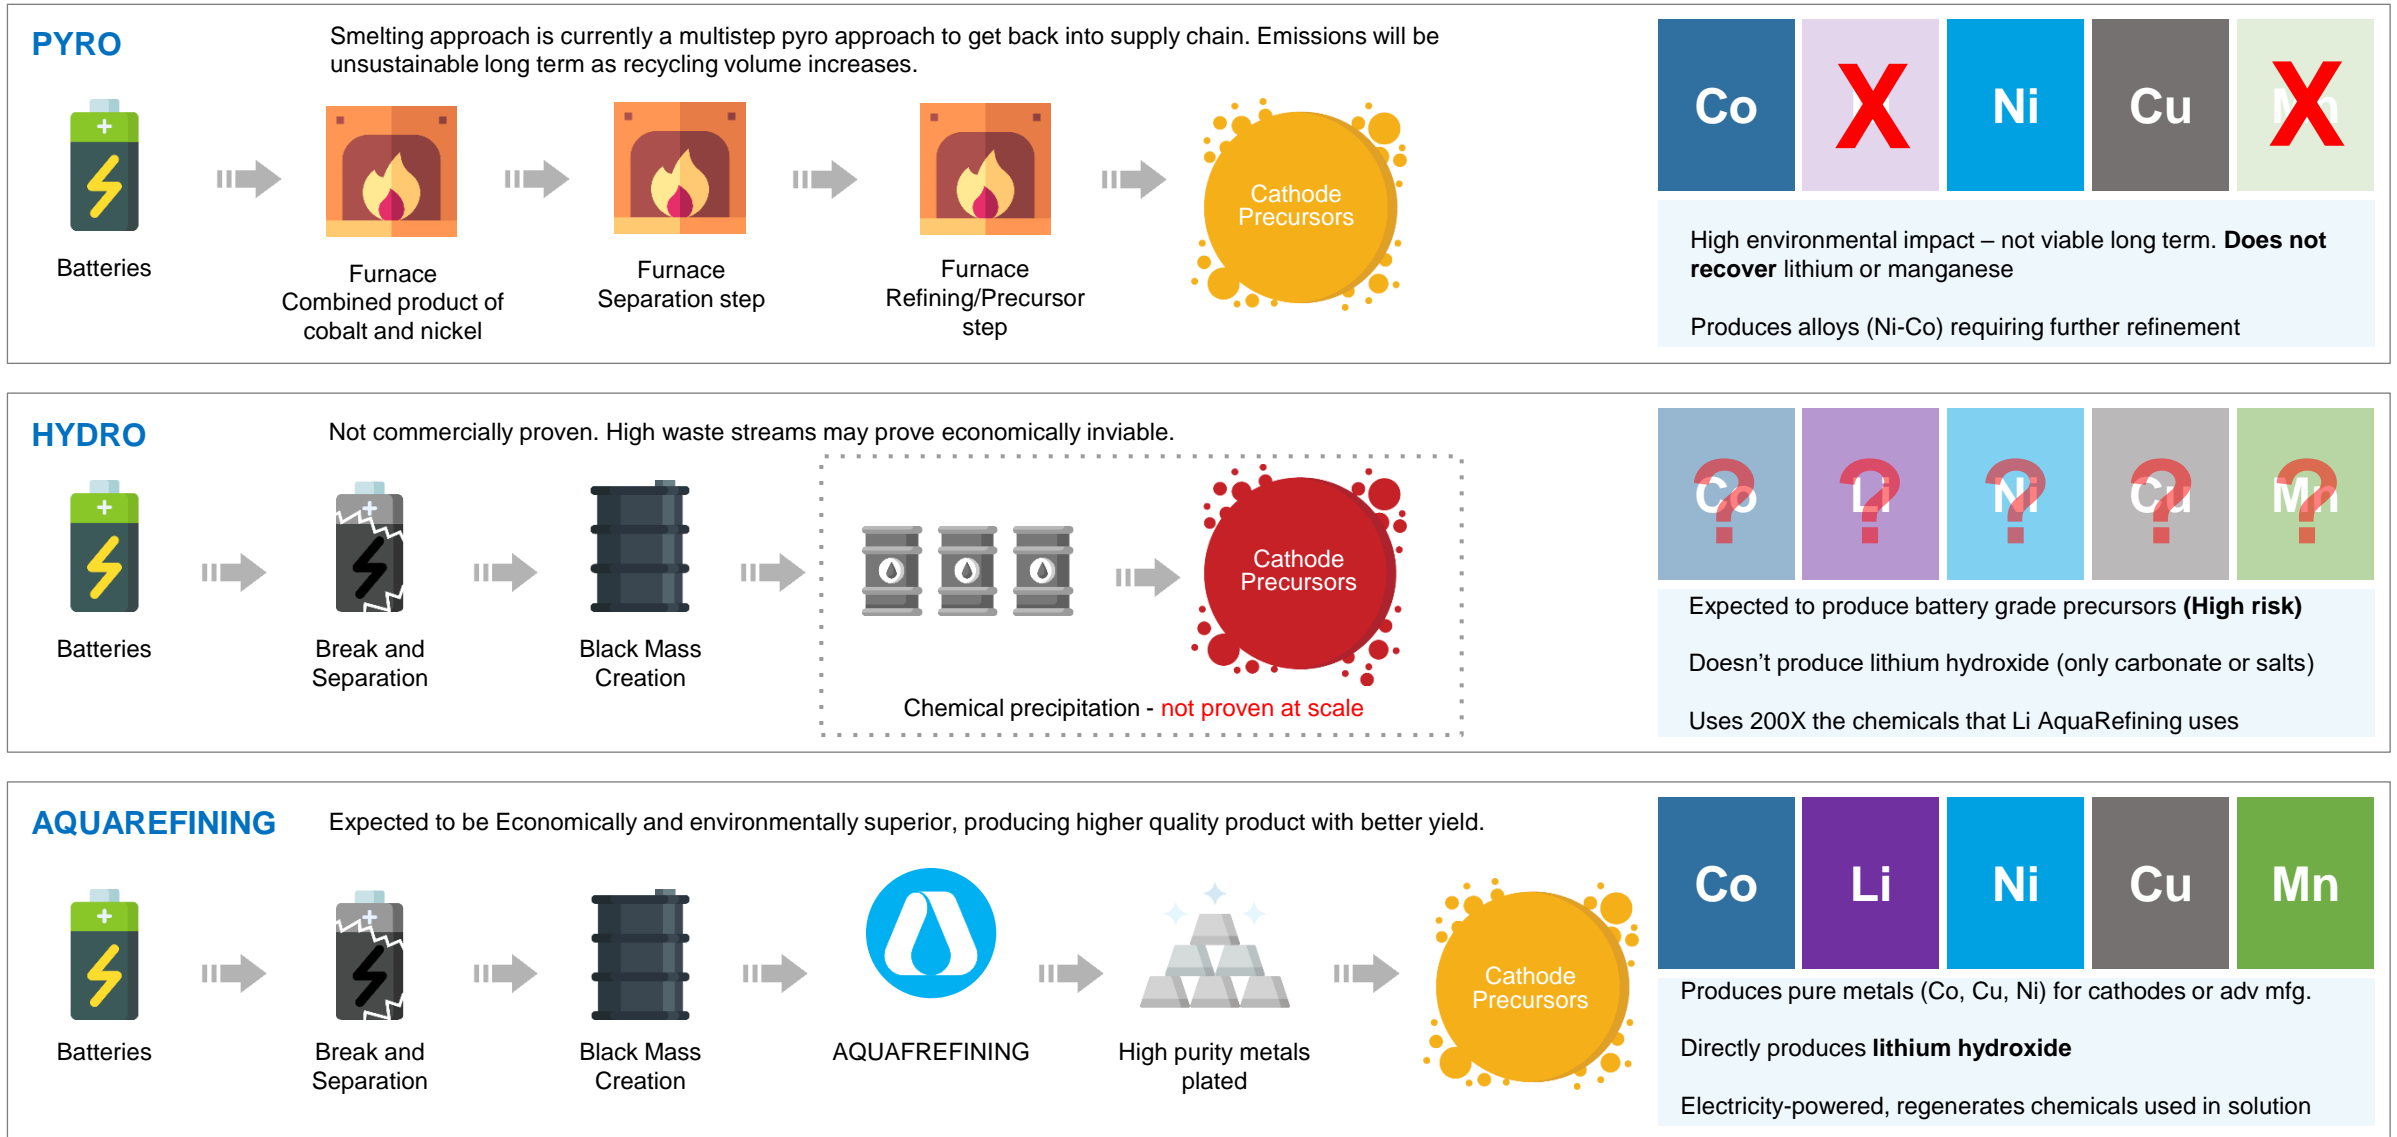 PYRO
Smelting approach is currently a multistep pyro approach to get back into supply chain. Emissions will be
unsustainable long term as recycling volume increases.
Batteries
Furnace
Combined product of
cobalt and nickel
Furnace
Separation step
Furnace
Refining/Precursor
step
Cathode
Precursors
Co
X
Ni
Cu
Mn
X
High environmental impact – not viable long term. Does not
recover lithium or manganese
Produces alloys (Ni-Co) requiring further refinement
HYDRO
Not commercially proven. High waste streams may prove economically inviable.
Batteries
Break and
Separation
Black Mass
Creation
Cathode
Precursors
Chemical precipitation - not proven at scale
Co
?
Li
?
Ni
?
Cu
?
Mn
?
Expected to produce battery grade precursors (High risk)
Doesn't produce lithium hydroxide (only carbonate or salts)
Uses 200X the chemicals that Li AquaRefining uses
AQUAREFINING
Expected to be Economically and environmentally superior, producing higher quality product with better yield.
Batteries
Break and
Separation
Black Mass
Creation
AQUAFREFINING
High purity metals
plated
Cathode
Precursors
Co
Li
Ni
Cu
Mn
Produces pure metals (Co, Cu, Ni) for cathodes or adv mfg.
Directly produces lithium hydroxide
Electricity-powered, regenerates chemicals used in solution